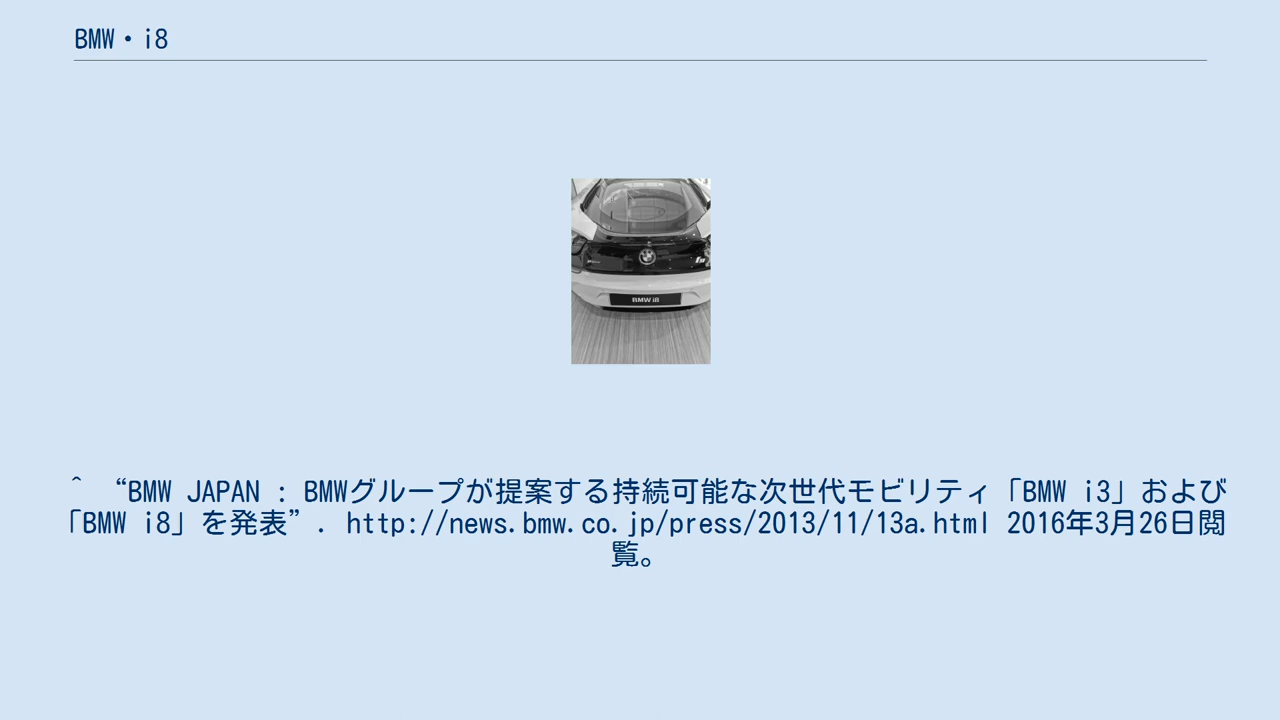 BMW・i8
BMW i8
^ “BMW JAPAN : BMWグループが提案する持続可能な次世代モビリティ「BMW i3」および
「BMW i8」を発表”. http://news.bmw.co.jp/press/2013/11/13a.html 2016年3月26日閲
覧。